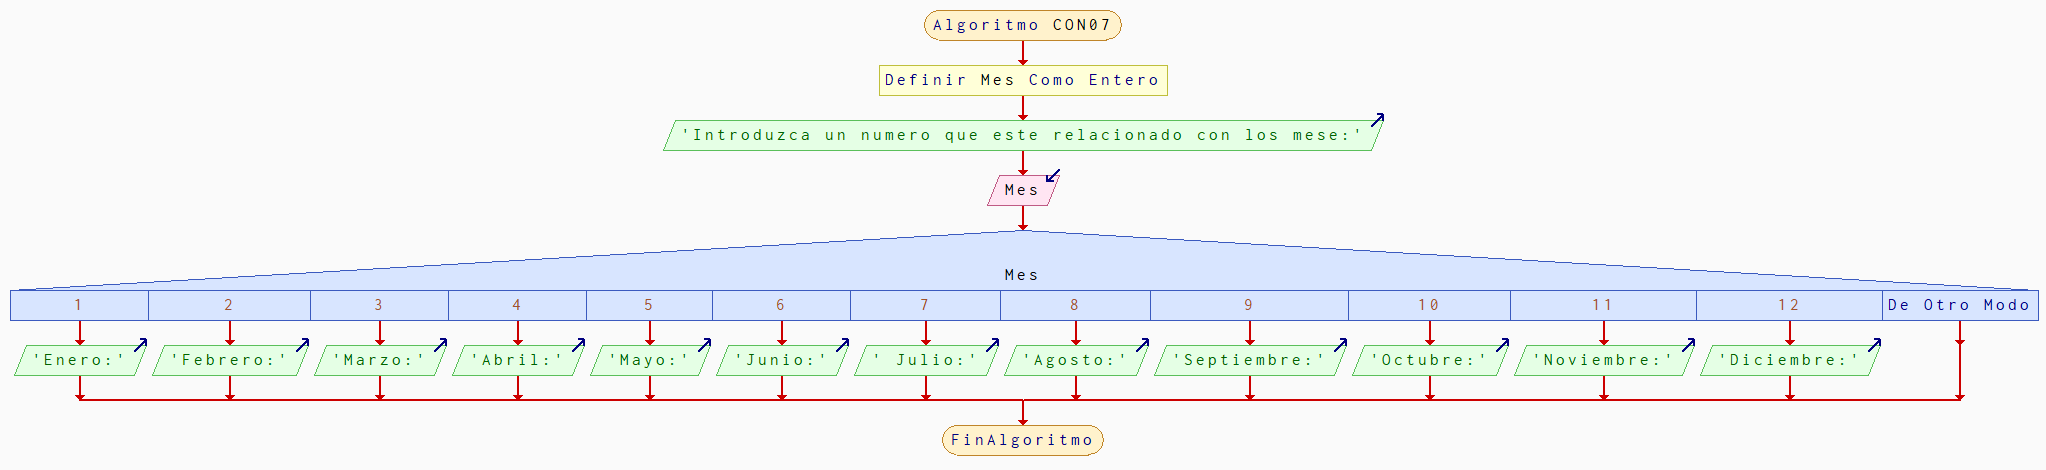 Algoritmo CON07
Definir Mes Como Entero
'Introduzca un numero que este relacionado con los mese:'
Mes
Mes
1 2 3 4 5 6 7 8 9 10 11 12 De Otro Modo
'Enero:' 'Febrero:' 'Marzo:' 'Abril:' 'Mayo:' 'Junio:' ' Julio:' 'Agosto:' 'Septiembre:' 'Octubre:' 'Noviembre:' 'Diciembre:'
FinAlgoritmo